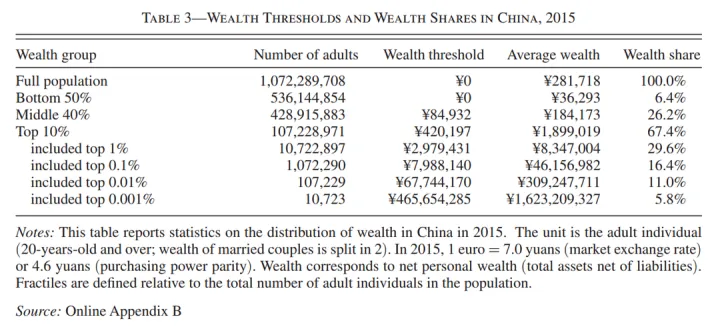 TABLE 3—WEALTH THRESHOLDS AND WEALTH SHARES IN CHINA, 2015
Wealth group Number of adults Wealth threshold Average wealth Wealth share
Full population 1,072,289,708 ¥0 ¥281,718 100.0%
Bottom 50% 536,144,854 ¥0 ¥36,293 6.4%
Middle 40% 428,915,883 ¥84,932 ¥184,173 26.2%
Top 10% 107,228,971 ¥420,197 ¥1,899,019 67.4%
included top 1% 10,722,897 ¥2,979,431 ¥8,347,004 29.6%
included top 0.1% 1,072,290 ¥7,988,140 ¥46,156,982 16.4%
included top 0.01% 107,229 ¥67,744,170 ¥309,247,711 11.0%
included top 0.001% 10,723 ¥465,654,285 ¥1,623,209,327 5.8%
Notes: This table reports statistics on the distribution of wealth in China in 2015. The unit is the adult individual
(20-years-old and over; wealth of married couples is split in 2). In 2015, 1 euro = 7.0 yuans (market exchange rate)
or 4.6 yuans (purchasing power parity). Wealth corresponds to net personal wealth (total assets net of liabilities).
Fractiles are defined relative to the total number of adult individuals in the population.
Source: Online Appendix B